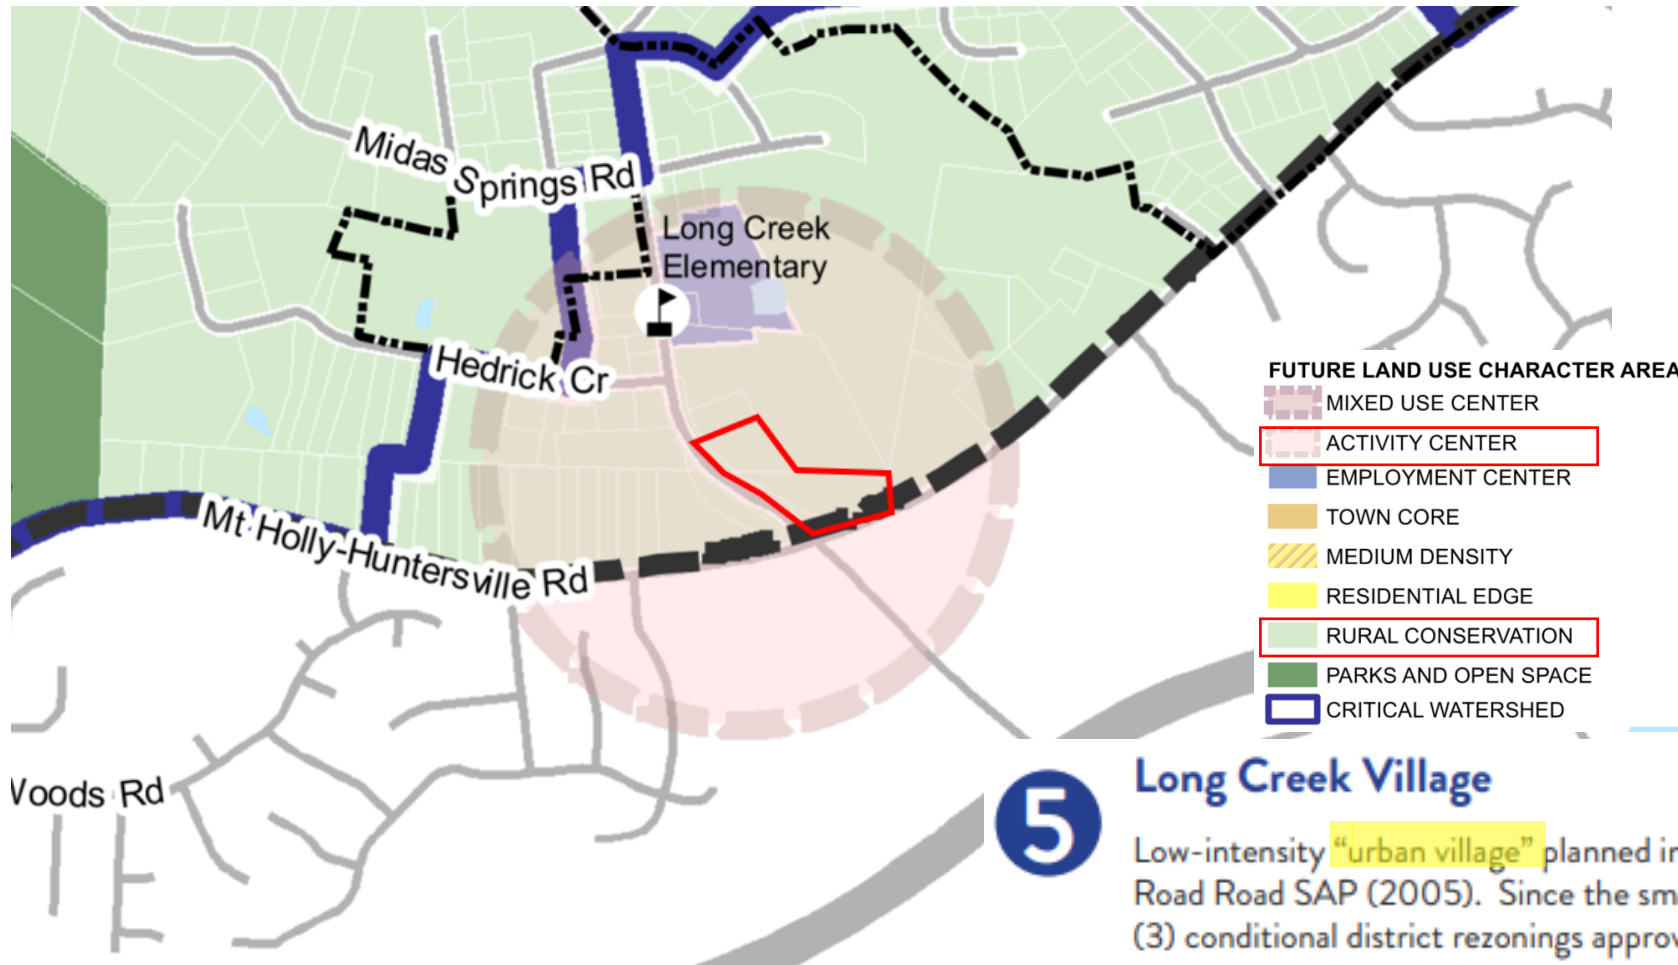 Midas Springs Rd
Long Creek
Elementary
Hedrick Cr
Mt Holly-Huntersville Rd
Woods Rd
FUTURE LAND USE CHARACTER AREA
MIXED USE CENTER
ACTIVITY CENTER
EMPLOYMENT CENTER
TOWN CORE
MEDIUM DENSITY
RESIDENTIAL EDGE
RURAL CONSERVATION
PARKS AND OPEN SPACE
CRITICAL WATERSHED
5
Long Creek Village
Low-intensity “urban village” planned in
Road Road SAP (2005). Since the
(3) conditional district rezonings